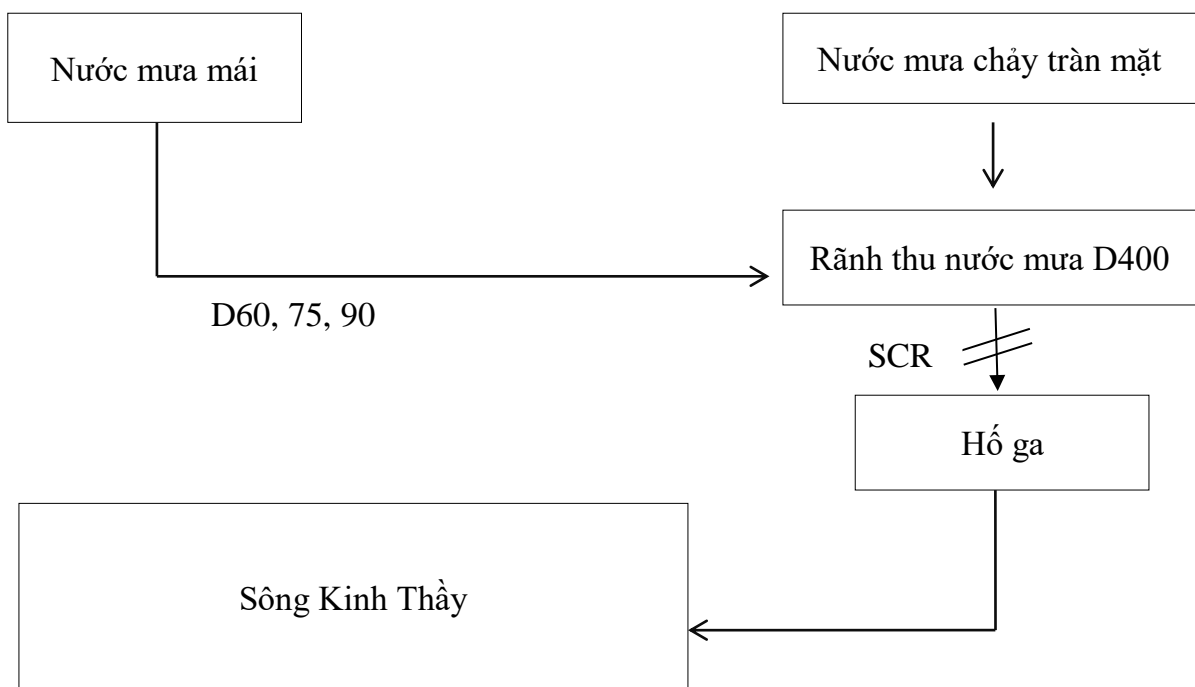 Nước mưa mái
Nước mưa chảy tràn mặt
Rãnh thu nước mưa D400
D60, 75, 90
SCR
Hố ga
Sông Kinh Thầy